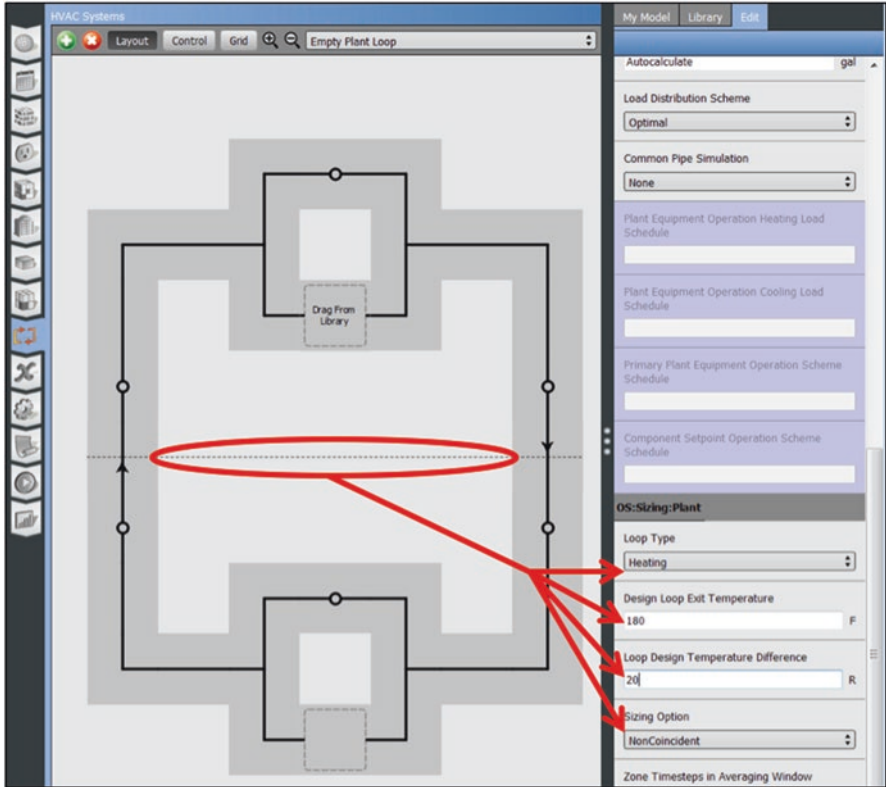 HVAC Systems
Layout
Control
Grid
Empty Plant Loop
Drag From
Library
My Model
Library
Edit
Autocalculate
gal
Load Distribution Scheme
Optimal
Common Pipe Simulation
None
Plant Equipment Operation Heating Load
Schedule
Plant Equipment Operation Cooling Load
Schedule
Primary Plant Equipment Operation Scheme
Schedule
Component Setpoint Operation Scheme
Schedule
OS:Sizing:Plant
Loop Type
Heating
Design Loop Exit Temperature
180
F
Loop Design Temperature Difference
20
R
Sizing Option
NonCoincident
Zone Timesteps in Averaging Window